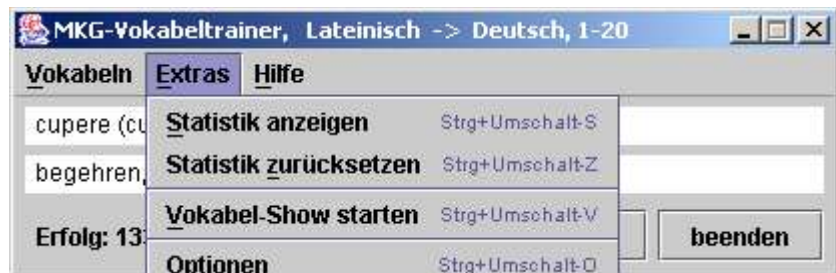 MKG-Vokabeltrainer, Lateinisch -> Deutsch, 1-20
Vokabeln Extras Hilfe
cupere (cu
Statistik anzeigen Strg+Umschalt-S
Statistik zurücksetzen Strg+Umschalt-Z
begehren,
Vokabel-Show starten Strg+Umschalt-V
Erfolg: 13 beenden
Optionen Strg+Umschalt-O